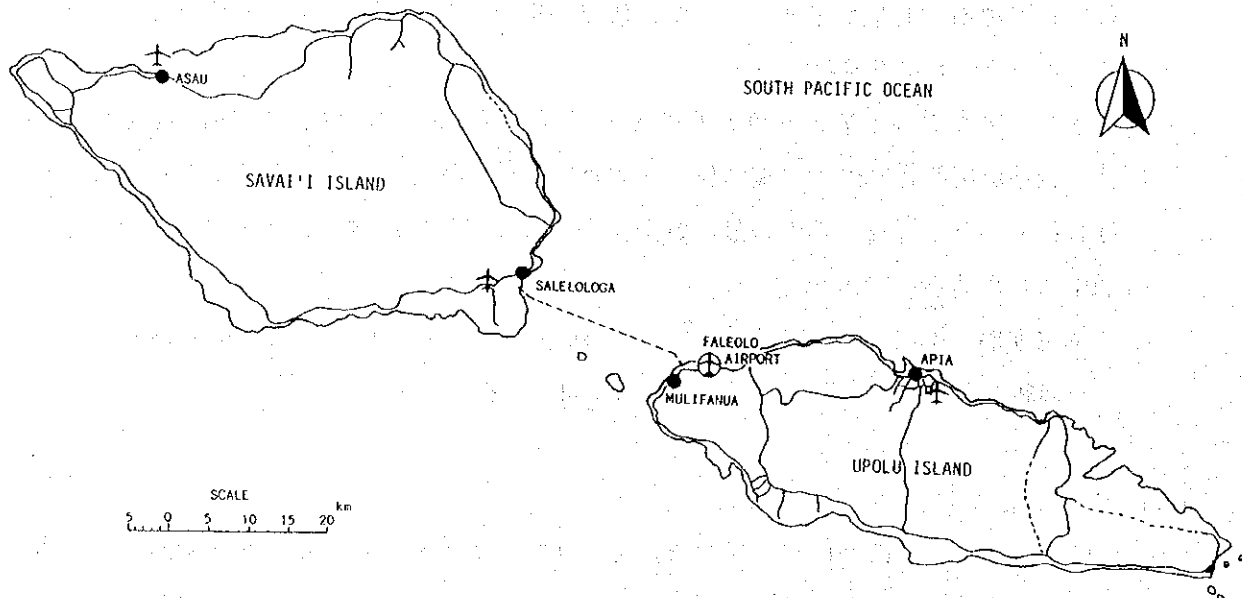 N
SOUTH PACIFIC OCEAN
ASAU
SAVAI'I ISLAND
SALELOLOGA
FALEOLO
AIRPORT
APIA
MULIFANUA
UPOLU ISLAND
SCALE
5 0 5 10 15 20 km